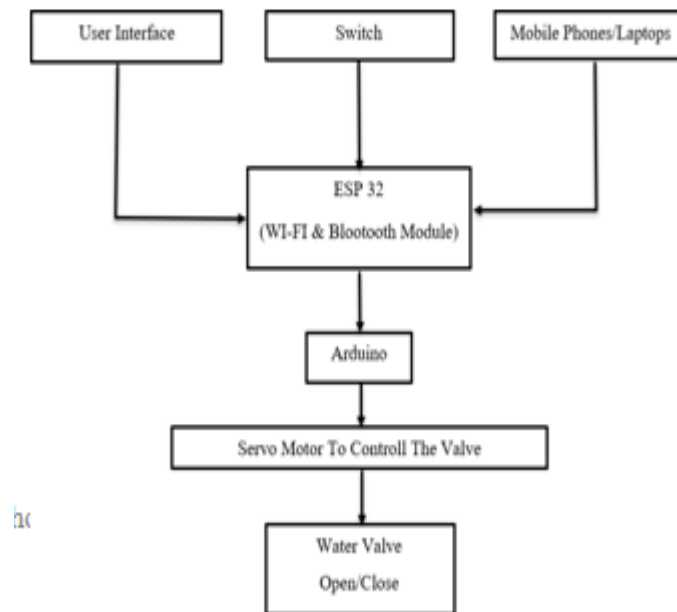 User Interface
Switch
Mobile Phones/Laptops
ESP 32
(WI-FI & Blootooth Module)
Arduino
Servo Motor To Controll The Valve
Water Valve
Open/Close